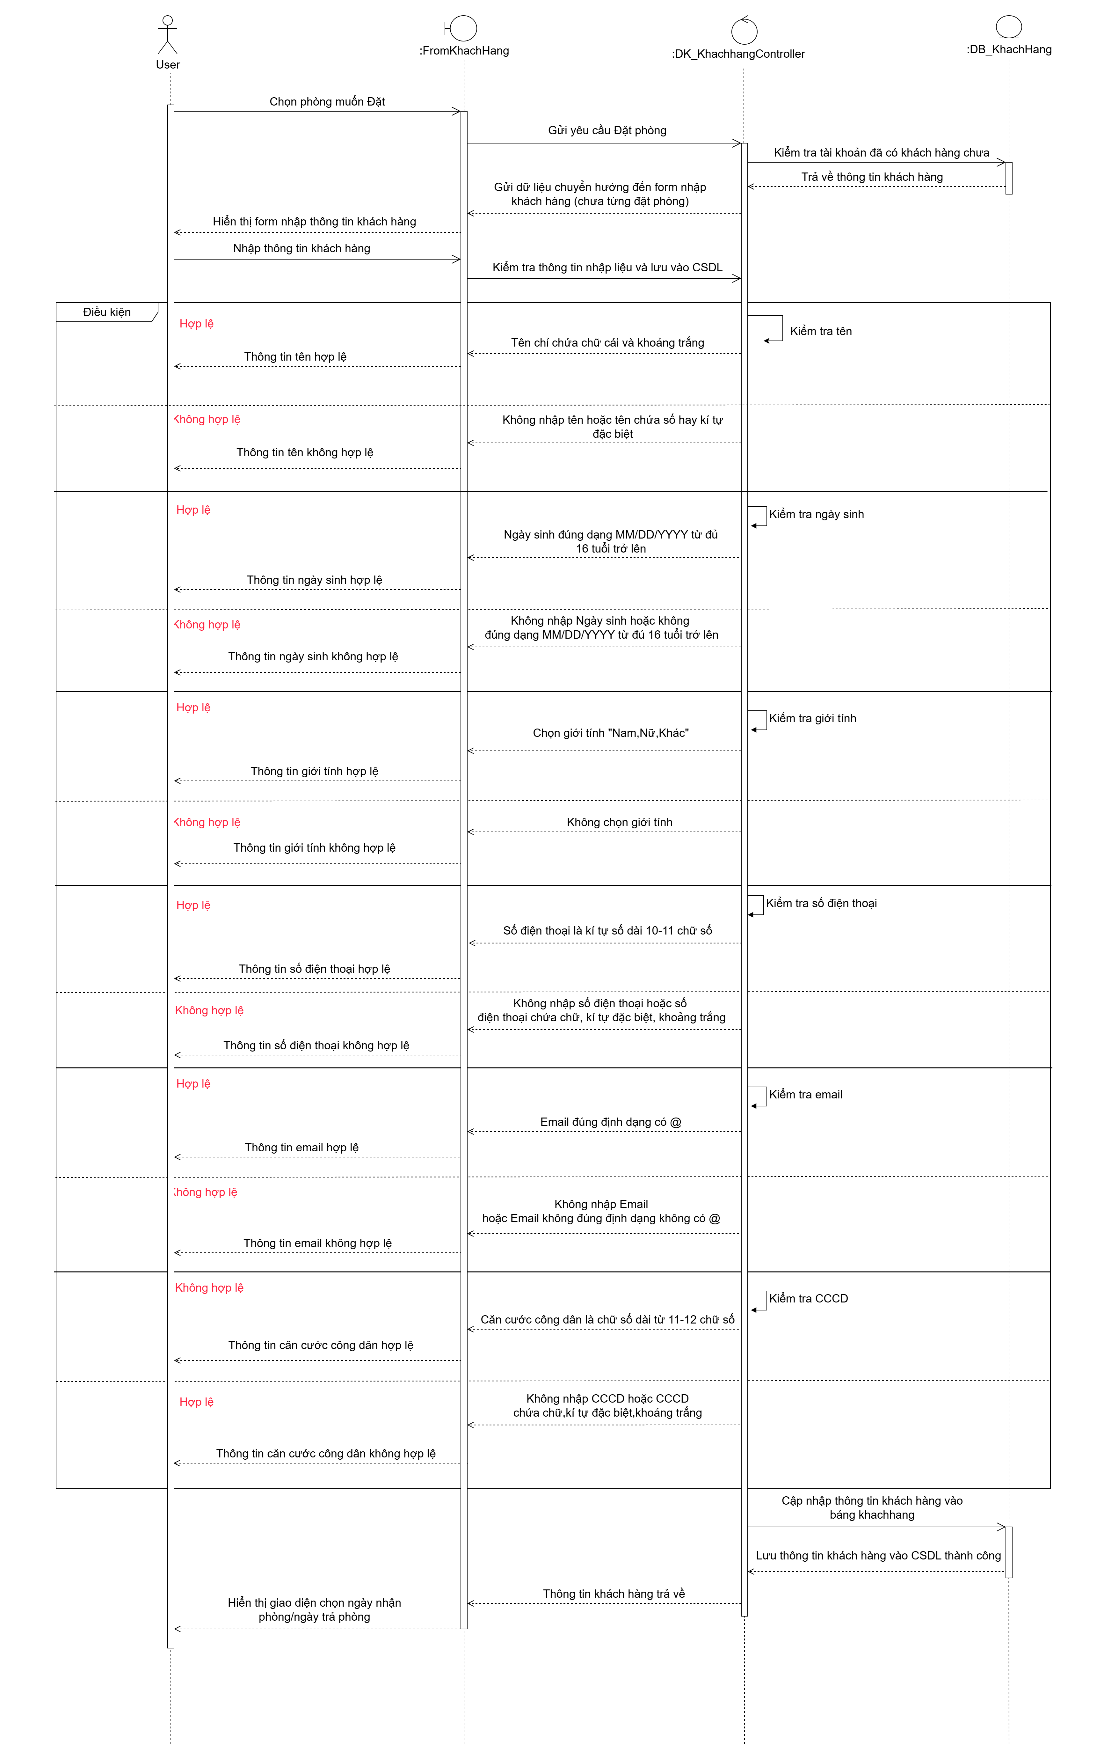 User
:FromKhachHang
:DK_KhachhangController
:DB_KhachHang
Chọn phòng muốn Đặt
Gửi yêu cầu Đặt phòng
Kiểm tra tài khoản đã có khách hàng chưa
Trả về thông tin khách hàng
Gửi dữ liệu chuyển hướng đến form nhập
khách hàng (chưa từng đặt phòng)
Hiển thị form nhập thông tin khách hàng
Nhập thông tin khách hàng
Kiểm tra thông tin nhập liệu và lưu vào CSDL
Điều kiện
Hợp lệ
Kiểm tra tên
Tên chỉ chứa chữ cái và khoảng trắng
Thông tin tên hợp lệ
Không hợp lệ
Không nhập tên hoặc tên chứa số hay kí tự
đặc biệt
Thông tin tên không hợp lệ
Hợp lệ
Kiểm tra ngày sinh
Ngày sinh đúng dạng MM/DD/YYYY từ đủ
16 tuổi trở lên
Thông tin ngày sinh hợp lệ
Không hợp lệ
Không nhập Ngày sinh hoặc không
đúng dạng MM/DD/YYYY từ đủ 16 tuổi trở lên
Thông tin ngày sinh không hợp lệ
Hợp lệ
Kiểm tra giới tính
Chọn giới tính "Nam,Nữ,Khác"
Thông tin giới tính hợp lệ
Không hợp lệ
Không chọn giới tính
Thông tin giới tính không hợp lệ
Hợp lệ
Kiểm tra số điện thoại
Số điện thoại là kí tự số dài 10-11 chữ số
Thông tin số điện thoại hợp lệ
Không hợp lệ
Không nhập số điện thoại hoặc số
điện thoại chứa chữ, kí tự đặc biệt, khoảng trắng
Thông tin số điện thoại không hợp lệ
Hợp lệ
Kiểm tra email
Email đúng định dạng có @
Thông tin email hợp lệ
Không hợp lệ
Không nhập Email
hoặc Email không đúng định dạng không có @
Thông tin email không hợp lệ
Không hợp lệ
Kiểm tra CCCD
Căn cước công dân là chữ số dài từ 11-12 chữ số
Thông tin căn cước công dân hợp lệ
Hợp lệ
Không nhập CCCD hoặc CCCD
chứa chữ,kí tự đặc biệt,khoảng trắng
Thông tin căn cước công dân không hợp lệ
Cập nhập thông tin khách hàng vào
bảng khachhang
Lưu thông tin khách hàng vào CSDL thành công
Thông tin khách hàng trả về
Hiển thị giao diện chọn ngày nhận
phòng/ngày trả phòng